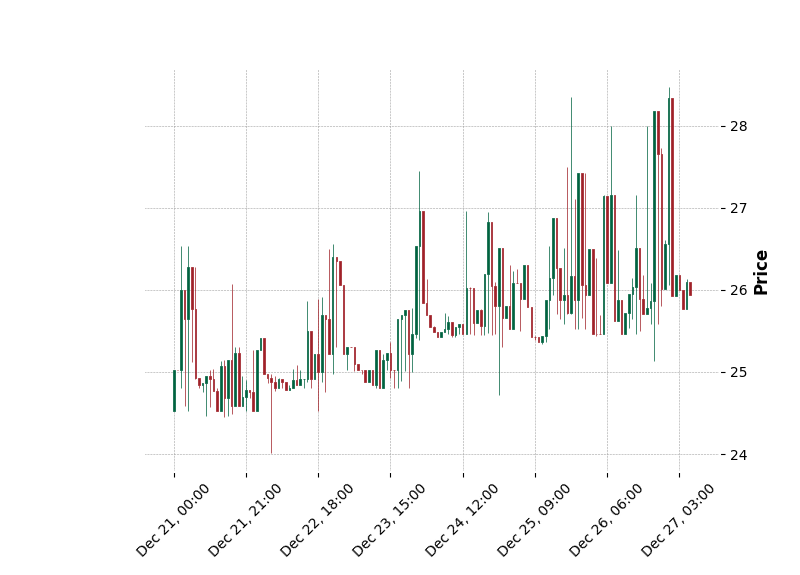 28
27
26
25
24
Price
Dec 21, 00:00
Dec 21, 21:00
Dec 22, 18:00
Dec 23, 15:00
Dec 24, 12:00
Dec 25, 09:00
Dec 26, 06:00
Dec 27, 03:00